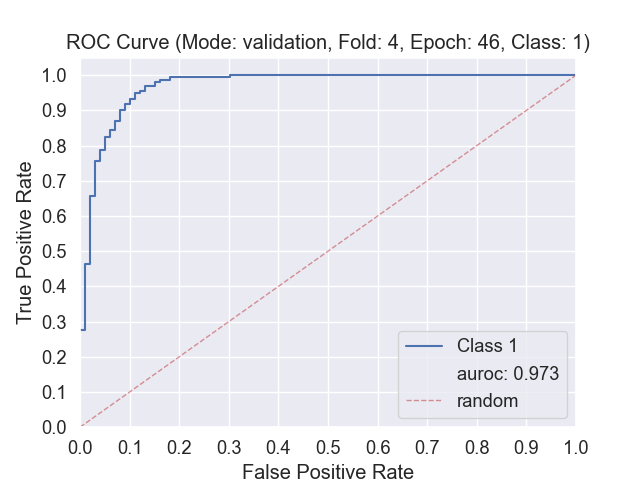 ROC Curve (Mode: validation, Fold: 4, Epoch: 46, Class: 1)
1.0
0.9
0.8
0.7
0.6
0.5
0.4
0.3
0.2
0.1
0.0
True Positive Rate
Class 1
auroc: 0.973
random
0.0 0.1 0.2 0.3 0.4 0.5 0.6 0.7 0.8 0.9 1.0
False Positive Rate